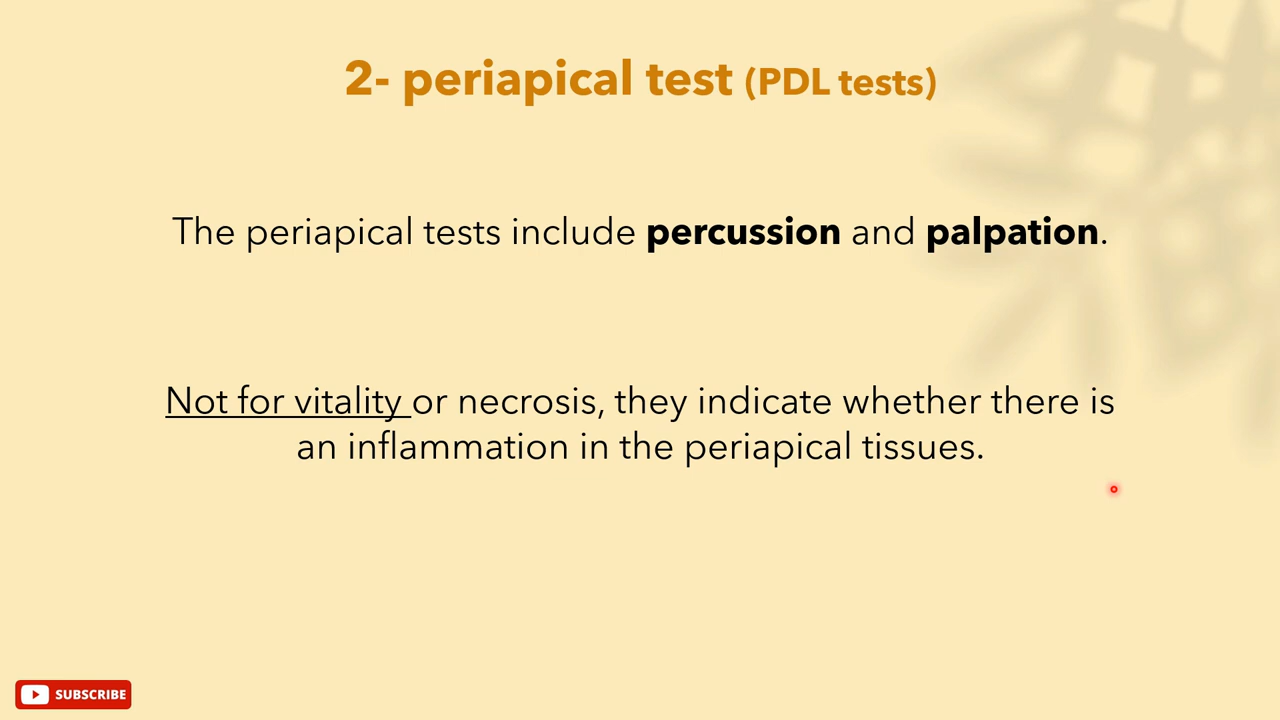 2- periapical test (PDL tests)
The periapical tests include percussion and palpation.
Not for vitality or necrosis, they indicate whether there is
an inflammation in the periapical tissues.
SUBSCRIBE